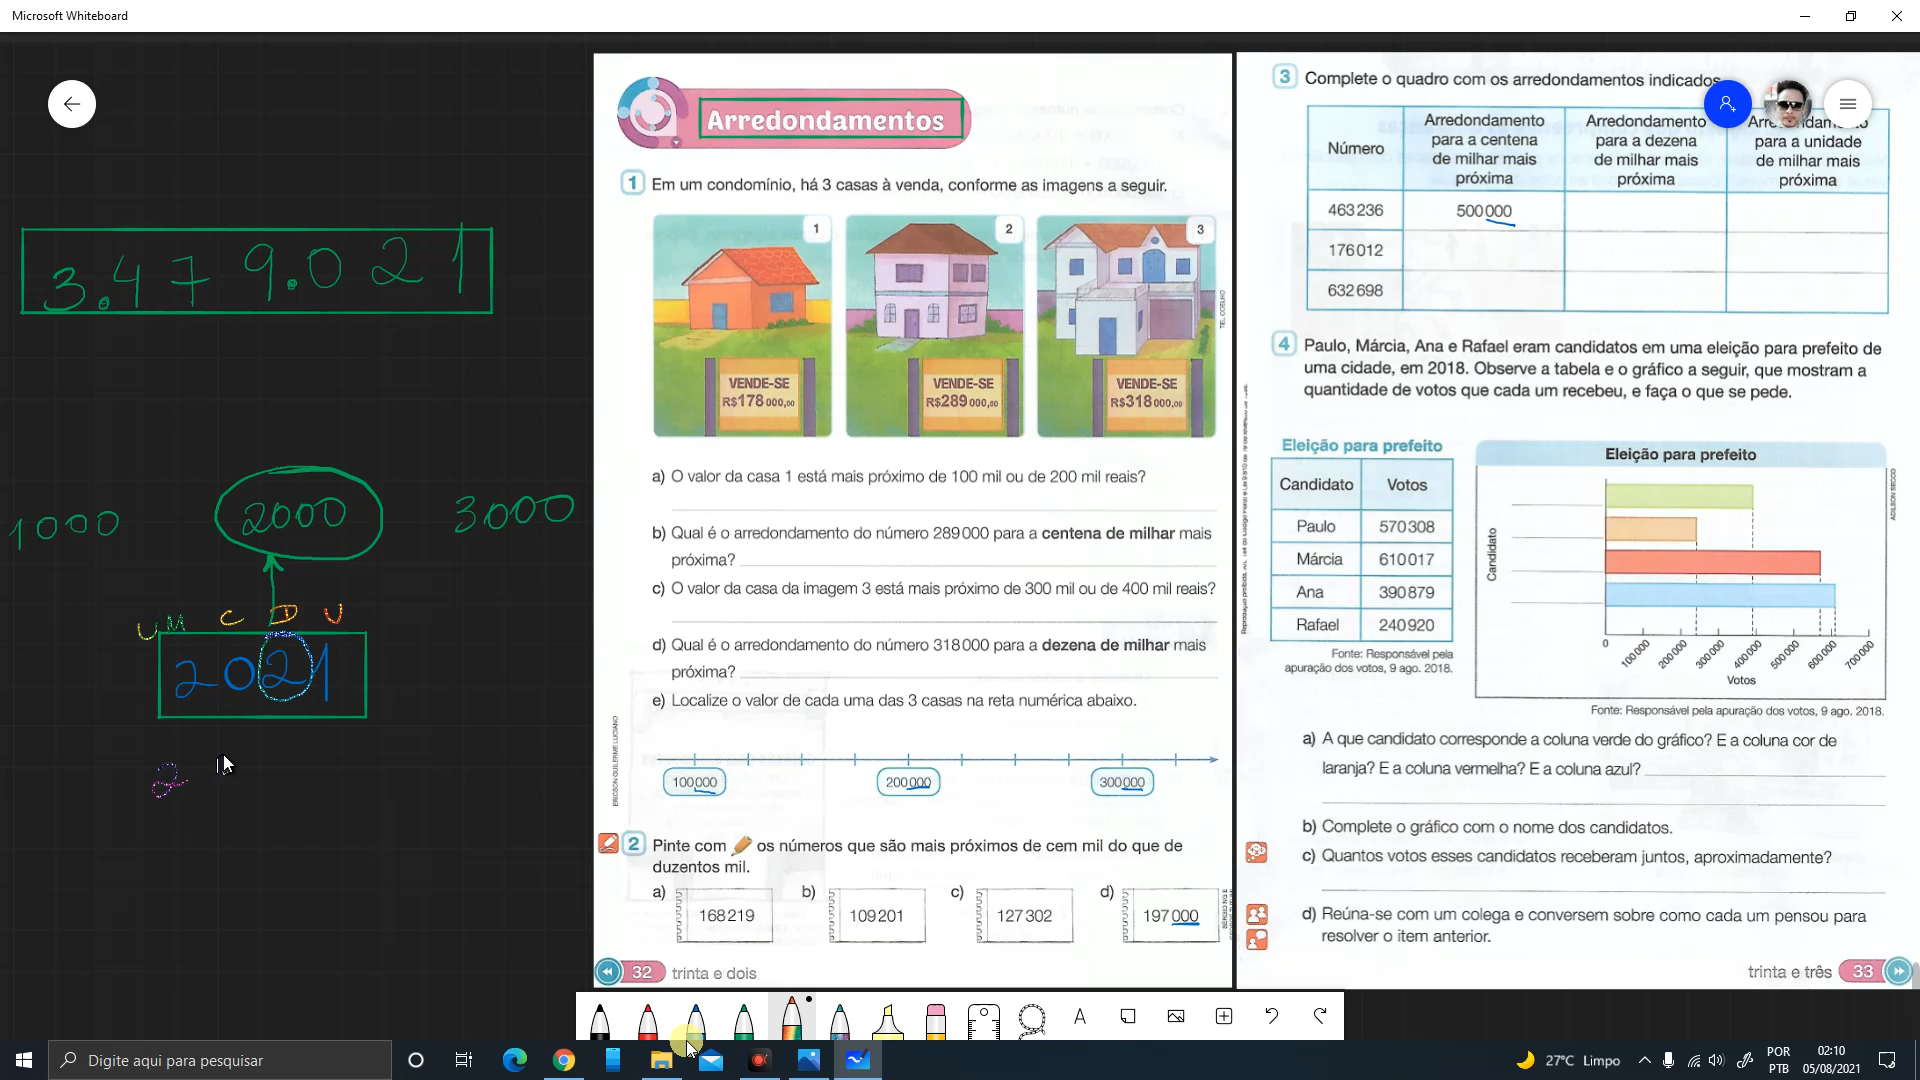 Microsoft Whiteboard
3.479.021
1000 2000 3000
UM C D U
2021
2
Arredondamentos
1 Em um condomínio, há 3 casas à venda, conforme as imagens a seguir.
1 2 3
VENDE-SE
R$178 000,00
VENDE-SE
R$289 000,00
VENDE-SE
R$318 000,00
TEL COELHO
a) O valor da casa 1 está mais próximo de 100 mil ou de 200 mil reais?
b) Qual é o arredondamento do número 289 000 para a centena de milhar mais
próxima?
c) O valor da casa da imagem 3 está mais próximo de 300 mil ou de 400 mil reais?
d) Qual é o arredondamento do número 318 000 para a dezena de milhar mais
próxima?
e) Localize o valor de cada uma das 3 casas na reta numérica abaixo.
ERICSON GUILHERME LUCIANO
100 000 200 000 300 000
2 Pinte com os números que são mais próximos de cem mil do que de
duzentos mil.
a) 168 219 b) 109 201 c) 127 302 d) 197 000
32 trinta e dois
3 Complete o quadro com os arredondamentos indicados
Número
Arredondamento
para a centena
de milhar mais
próxima
Arredondamento
para a dezena
de milhar mais
próxima
para a unidade
de milhar mais
próxima
463 236 500 000
176 012
632 698
4 Paulo, Márcia, Ana e Rafael eram candidatos em uma eleição para prefeito de
uma cidade, em 2018. Observe a tabela e o gráfico a seguir, que mostram a
quantidade de votos que cada um recebeu, e faça o que se pede.
Eleição para prefeito
Candidato Votos
Paulo 570 308
Márcia 610 017
Ana 390 879
Rafael 240 920
Fonte: Responsável pela
apuração dos votos, 9 ago. 2018.
Eleição para prefeito
Candidato
0 100 000 200 000 300 000 400 000 500 000 600 000 700 000
Votos
ADILSON SECCO
Fonte: Responsável pela apuração dos votos, 9 ago. 2018.
a) A que candidato corresponde a coluna verde do gráfico? E a coluna cor de
laranja? E a coluna vermelha? E a coluna azul?
b) Complete o gráfico com o nome dos candidatos.
c) Quantos votos esses candidatos receberam juntos, aproximadamente?
d) Reúna-se com um colega e conversem sobre como cada um pensou para
resolver o item anterior.
trinta e três 33
Digite aqui para pesquisar
27°C Limpo
POR
PTB
02:10
05/08/2021